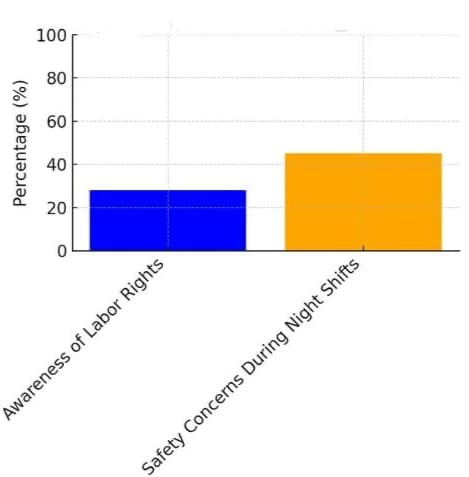 Percentage (%)
100
80
60
40
20
0
Awareness of Labor Rights
Safety Concerns During Night Shifts